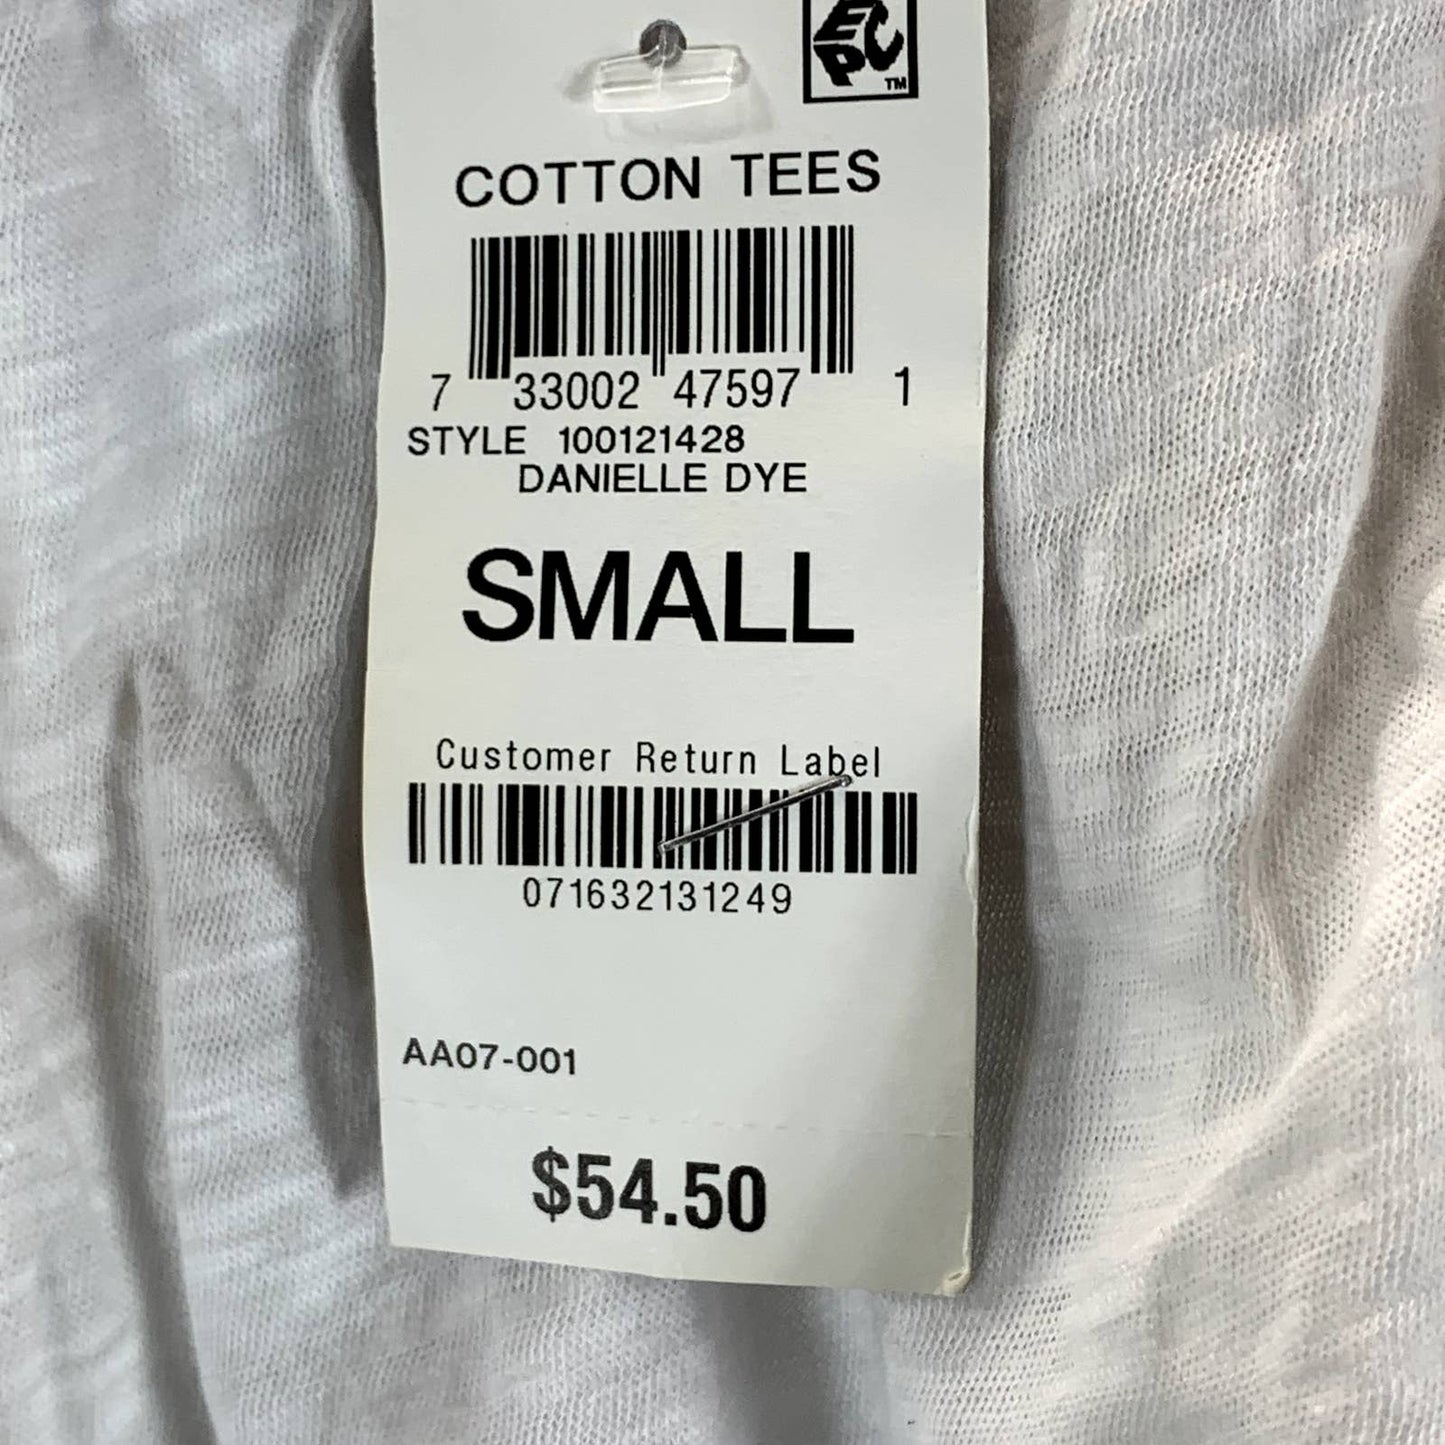 EPC
TM
COTTON TEES
7 33002 47597 1
STYLE 100121428
DANIELLE DYE
SMALL
Customer Return Label
071632131249
AA07-001
$54.50